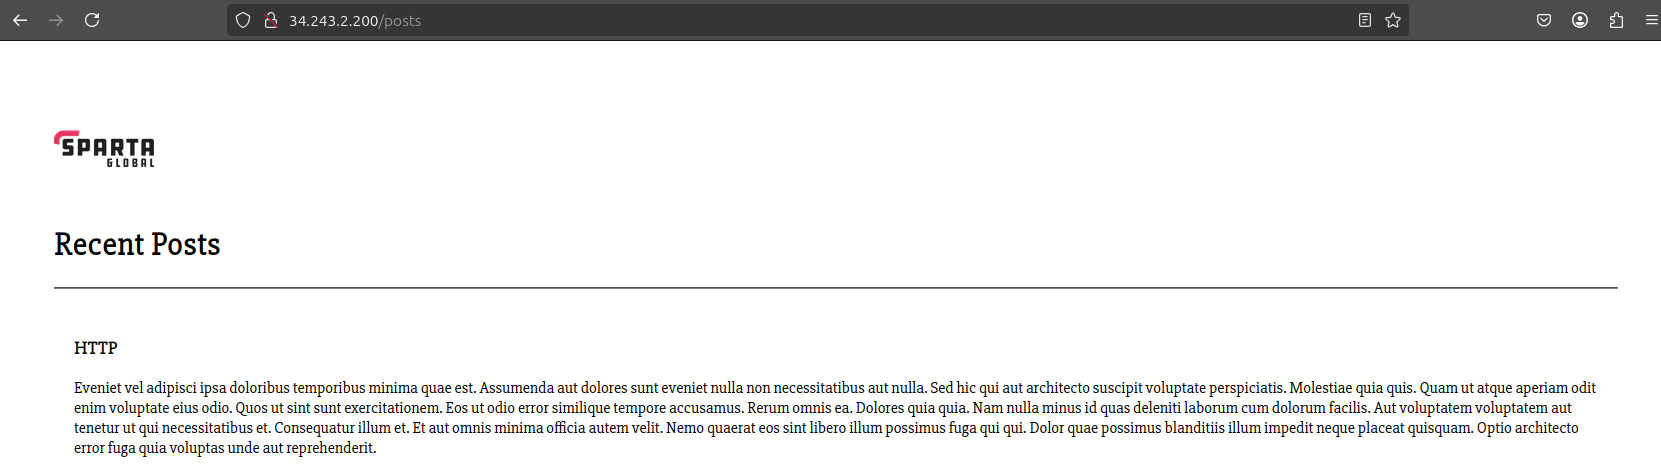 34.243.2.200/posts
SPARTA
GLOBAL
Recent Posts
HTTP
Eveniet vel adipisci ipsa doloribus temporibus minima quae est. Assumenda aut dolores sunt eveniet nulla non necessitatibus aut nulla. Sed hic qui aut architecto suscipit voluptate perspiciatis. Molestiae quia quis. Quam ut atque aperiam odit
enim voluptate eius odio. Quos ut sint sunt exercitationem. Eos ut odio error similique tempore accusamus. Rerum omnis ea. Dolores quia quia. Nam nulla minus id quas deleniti laborum cum dolorum facilis. Aut voluptatem voluptatem aut
tenetur ut qui necessitatibus et. Consequatur illum et. Et aut omnis minima officia autem velit. Nemo quaerat eos sint libero illum possimus fuga qui qui. Dolor quae possimus blanditiis illum impedit neque placeat quisquam. Optio architecto
error fuga quia voluptas unde aut reprehenderit.